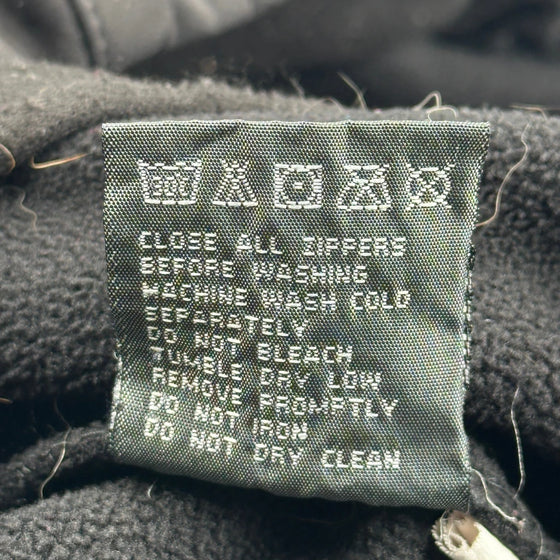 30C
CLOSE ALL ZIPPERS
BEFORE WASHING
MACHINE WASH COLD
SEPARATELY
DO NOT BLEACH
TUMBLE DRY LOW
REMOVE PROMPTLY
DO NOT IRON
DO NOT DRY CLEAN